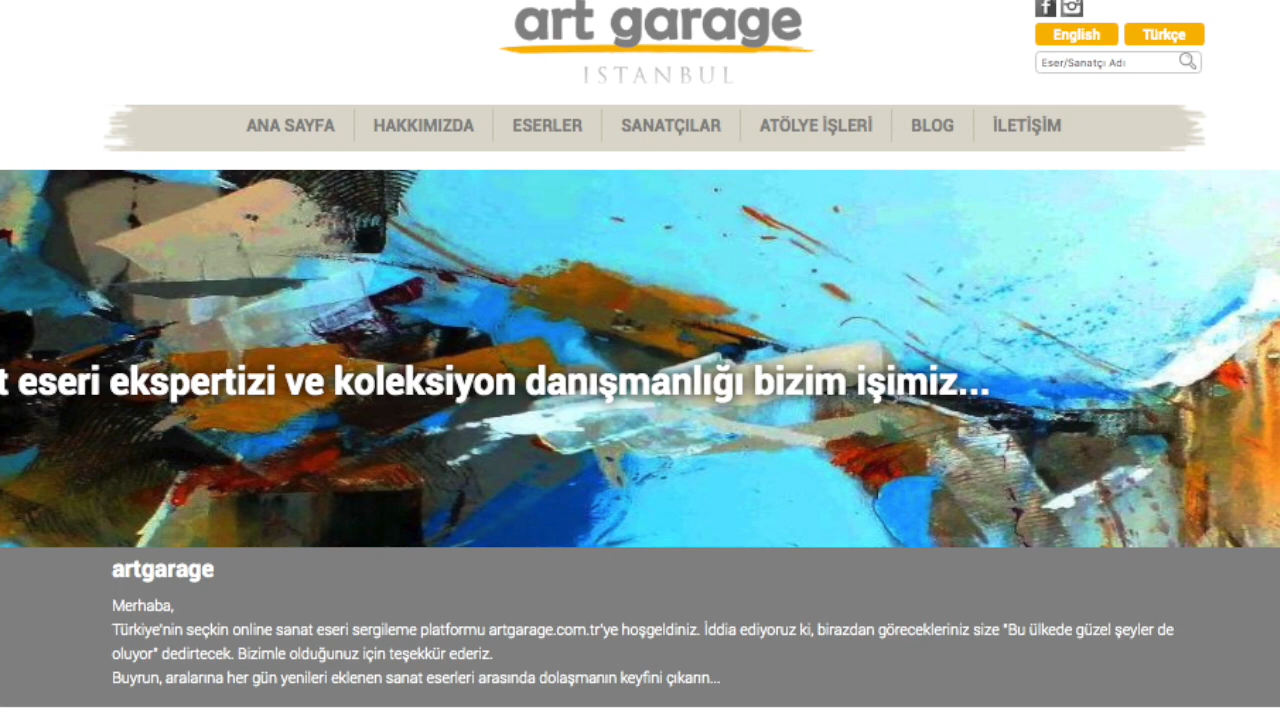 art garage
ISTANBUL
English Türkçe
Eser/Sanatçı Adı
ANA SAYFA HAKKIMIZDA ESERLER SANATÇILAR ATÖLYE İŞLERİ BLOG İLETİŞİM
eseri ekspertizi ve koleksiyon danışmanlığı bizim işimiz...
artgarage
Merhaba,
Türkiye'nin seçkin online sanat eseri sergileme platformu artgarage.com.tr'ye hoşgeldiniz. İddia ediyoruz ki, birazdan görecekleriniz size "Bu ülkede güzel şeyler de
oluyor" dedirtecek. Bizimle olduğunuz için teşekkür ederiz.
Buyrun, aralarına her gün yenileri eklenen sanat eserleri arasında dolaşmanın keyfini çıkarın...